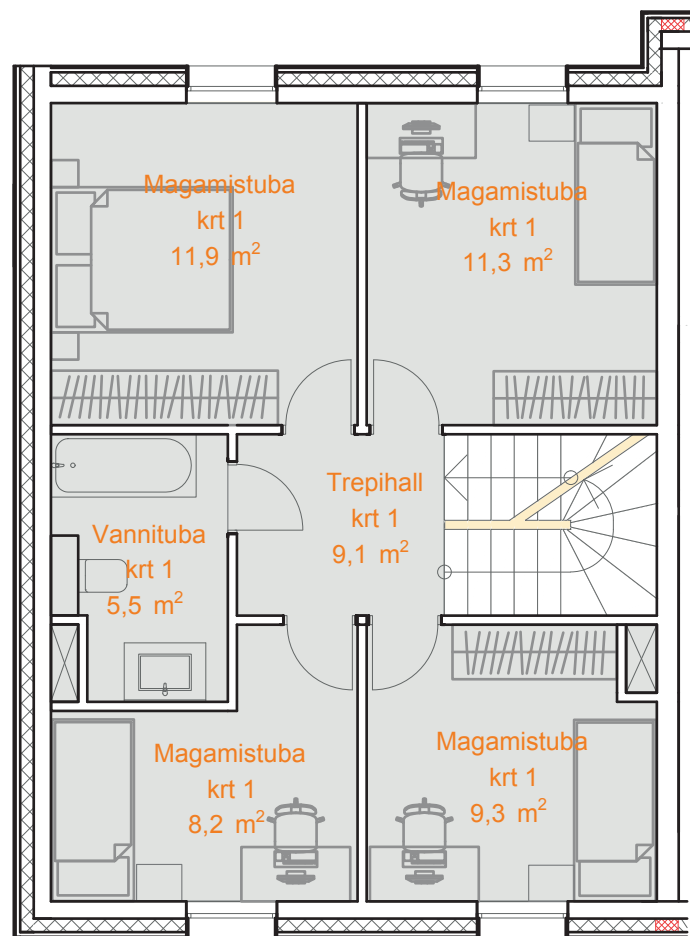 Magamistuba
krt 1
11,9 m²
Magamistuba
krt 1
11,3 m²
Trepihall
krt 1
9,1 m²
Vannituba
krt 1
5,5 m²
Magamistuba
krt 1
8,2 m²
Magamistuba
krt 1
9,3 m²